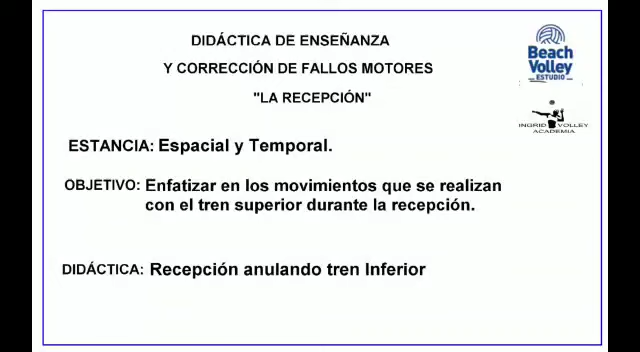 DIDÁCTICA DE ENSEÑANZA
Y CORRECCIÓN DE FALLOS MOTORES
"LA RECEPCIÓN"
Beach
Volley
ESTUDIO
INGRID VOLLEY
ACADEMIA
ESTANCIA: Espacial y Temporal.
OBJETIVO: Enfatizar en los movimientos que se realizan
con el tren superior durante la recepción.
DIDÁCTICA: Recepción anulando tren Inferior